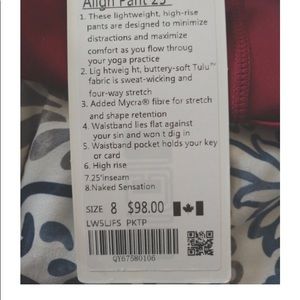 Align Pant 25"
1. These lightweight, high-rise
pants are designed to minimize
distractions and maximize
comfort as you flow throug
your yoga practice
2. Lig htweig ht, buttery-soft Tulu™
fabric is sweat-wicking and
four-way stretch
3. Added Mycra® fibre for stretch
and shape retention
4. Waistband lies flat against
your sin and won t dig in
5. Waistband pocket holds your key
or card
6. High rise
7.25'inseam
8.Naked Sensation
SIZE 8 $98.00
LW5IJFS PKTP
QY67580106